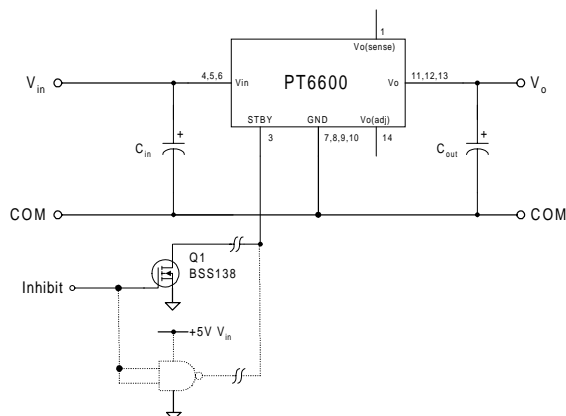 1
Vo(sense)
Vin
4,5,6
Vin
PT6600
Vo
11,12,13
Vo
STBY
GND
Vo(adj)
3
7,8,9,10
14
+
Cin
+
Cout
COM
COM
Q1
BSS138
Inhibit
+5V Vin